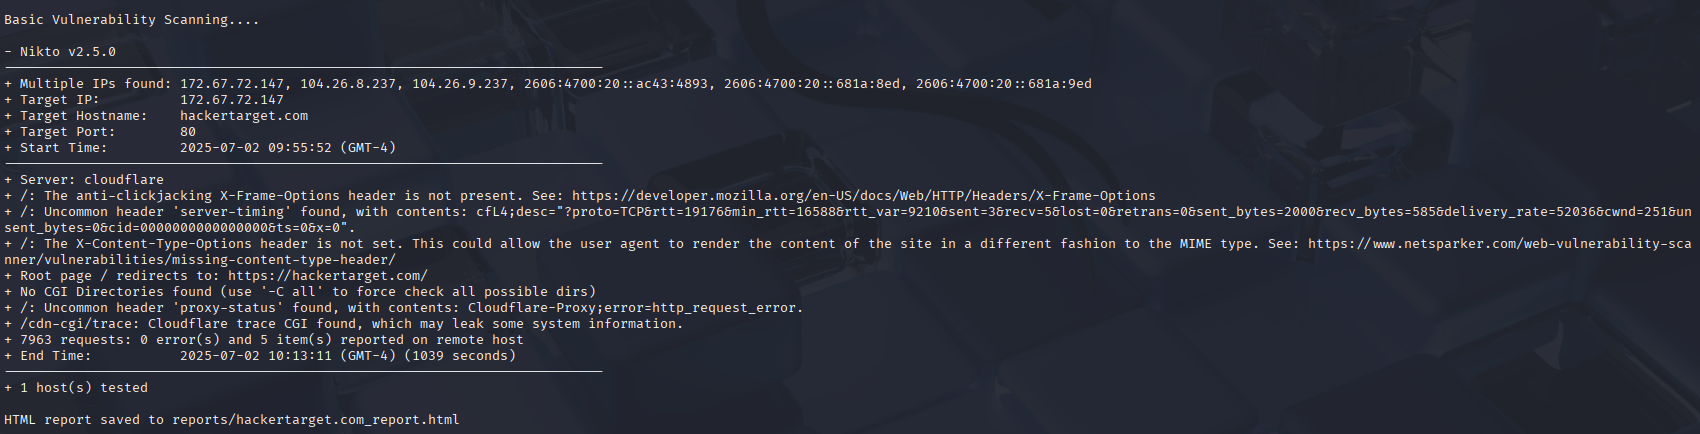 Basic Vulnerability Scanning....
- Nikto v2.5.0
+ Multiple IPs found: 172.67.72.147, 104.26.8.237, 104.26.9.237, 2606:4700:20::ac43:4893, 2606:4700:20::681a:8ed, 2606:4700:20::681a:9ed
+ Target IP:          172.67.72.147
+ Target Hostname:    hackertarget.com
+ Target Port:        80
+ Start Time:         2025-07-02 09:55:52 (GMT-4)
+ Server: cloudflare
+ /: The anti-clickjacking X-Frame-Options header is not present. See: https://developer.mozilla.org/en-US/docs/Web/HTTP/Headers/X-Frame-Options
+ /: Uncommon header 'server-timing' found, with contents: cfL4;desc="?proto=TCP&rtt=19176&min_rtt=16588&rtt_var=9210&sent=3&recv=5&lost=0&retrans=0&sent_bytes=2000&recv_bytes=585&delivery_rate=52036&cwnd=251&un
sent_bytes=0&cid=0000000000000000&ts=0&x=0".
+ /: The X-Content-Type-Options header is not set. This could allow the user agent to render the content of the site in a different fashion to the MIME type. See: https://www.netsparker.com/web-vulnerability-sca
nner/vulnerabilities/missing-content-type-header/
+ Root page / redirects to: https://hackertarget.com/
+ No CGI Directories found (use '-C all' to force check all possible dirs)
+ /: Uncommon header 'proxy-status' found, with contents: Cloudflare-Proxy;error=http_request_error.
+ /cdn-cgi/trace: Cloudflare trace CGI found, which may leak some system information.
+ 7963 requests: 0 error(s) and 5 item(s) reported on remote host
+ End Time:           2025-07-02 10:13:11 (GMT-4) (1039 seconds)
+ 1 host(s) tested
HTML report saved to reports/hackertarget.com_report.html